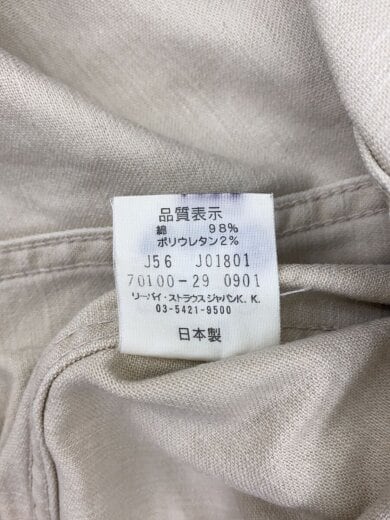 品質表示
綿 98%
ポリウレタン2%
J56 J01801
70100-29 0901
リーバイ・ストラウスジャパンK.K.
03-5421-9500
日本製